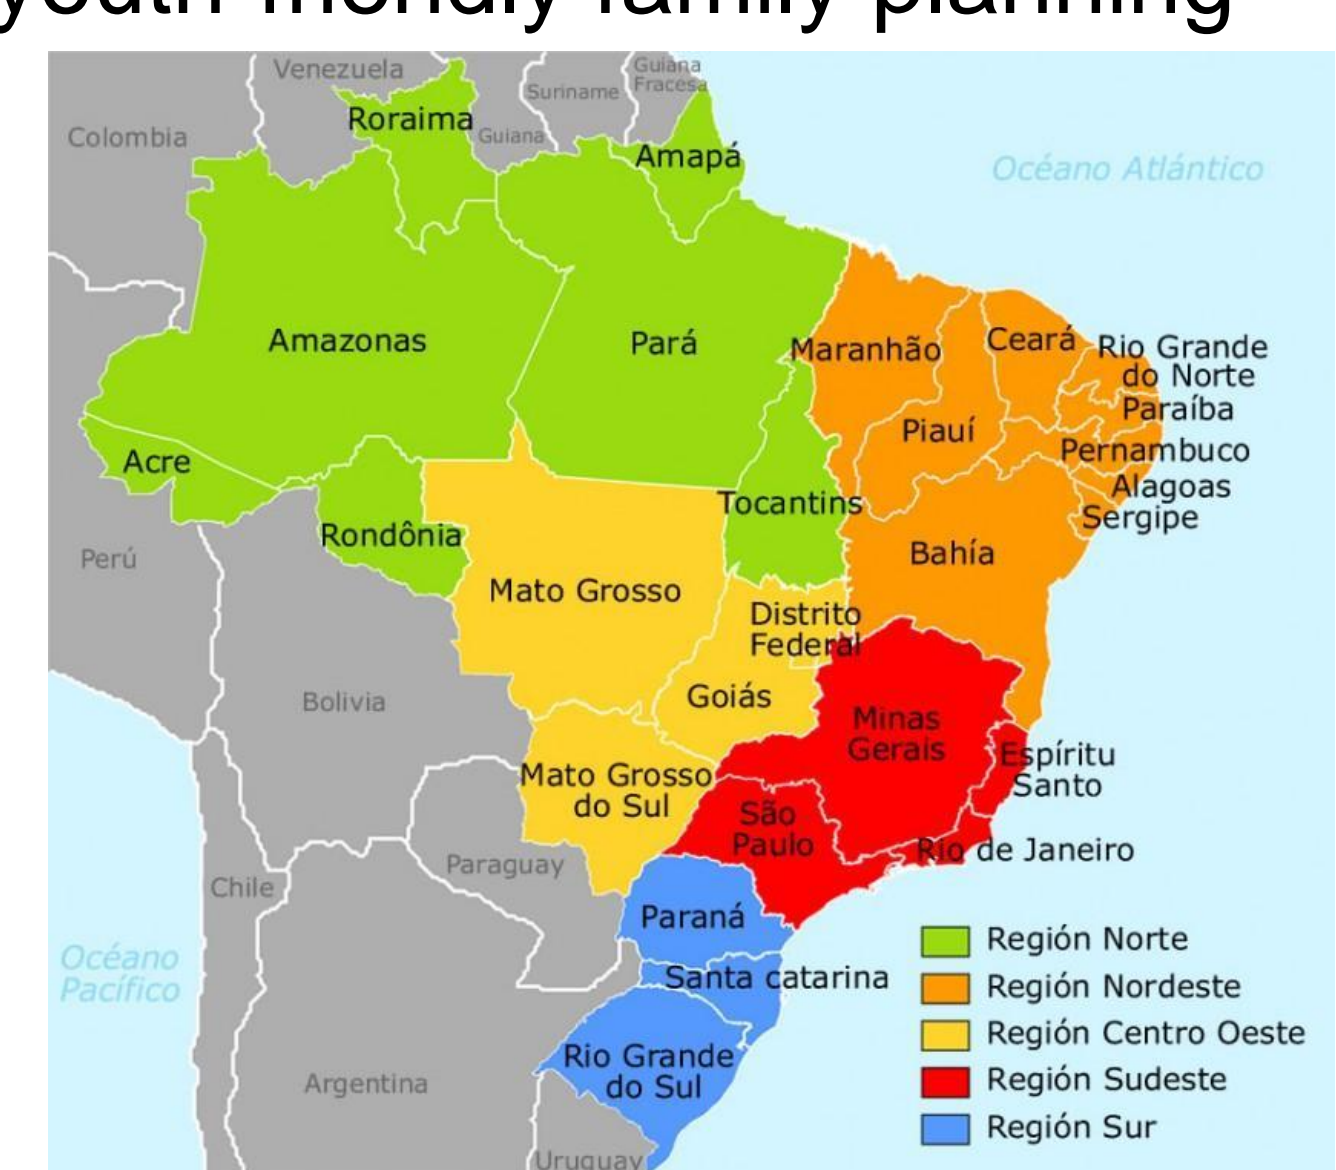 youth friendly family planning
Venezuela
Guiana
Fracesa
Suriname
Roraima
Guiana
Colombia
Amapá
Océano Atlántico
Amazonas
Pará
Maranhão
Ceará
Rio Grande
do Norte
Paraíba
Piauí
Pernambuco
Acre
Alagoas
Tocantins
Sergipe
Rondônia
Bahía
Perú
Mato Grosso
Distrito
Federal
Goiás
Bolivia
Minas
Gerais
Espíritu
Santo
Mato Grosso
do Sul
São
Paulo
Rio de Janeiro
Paraguay
Chile
Paraná
Océano
Pacífico
Santa catarina
Rio Grande
do Sul
Argentina
Uruguay
Región Norte
Región Nordeste
Región Centro Oeste
Región Sudeste
Región Sur